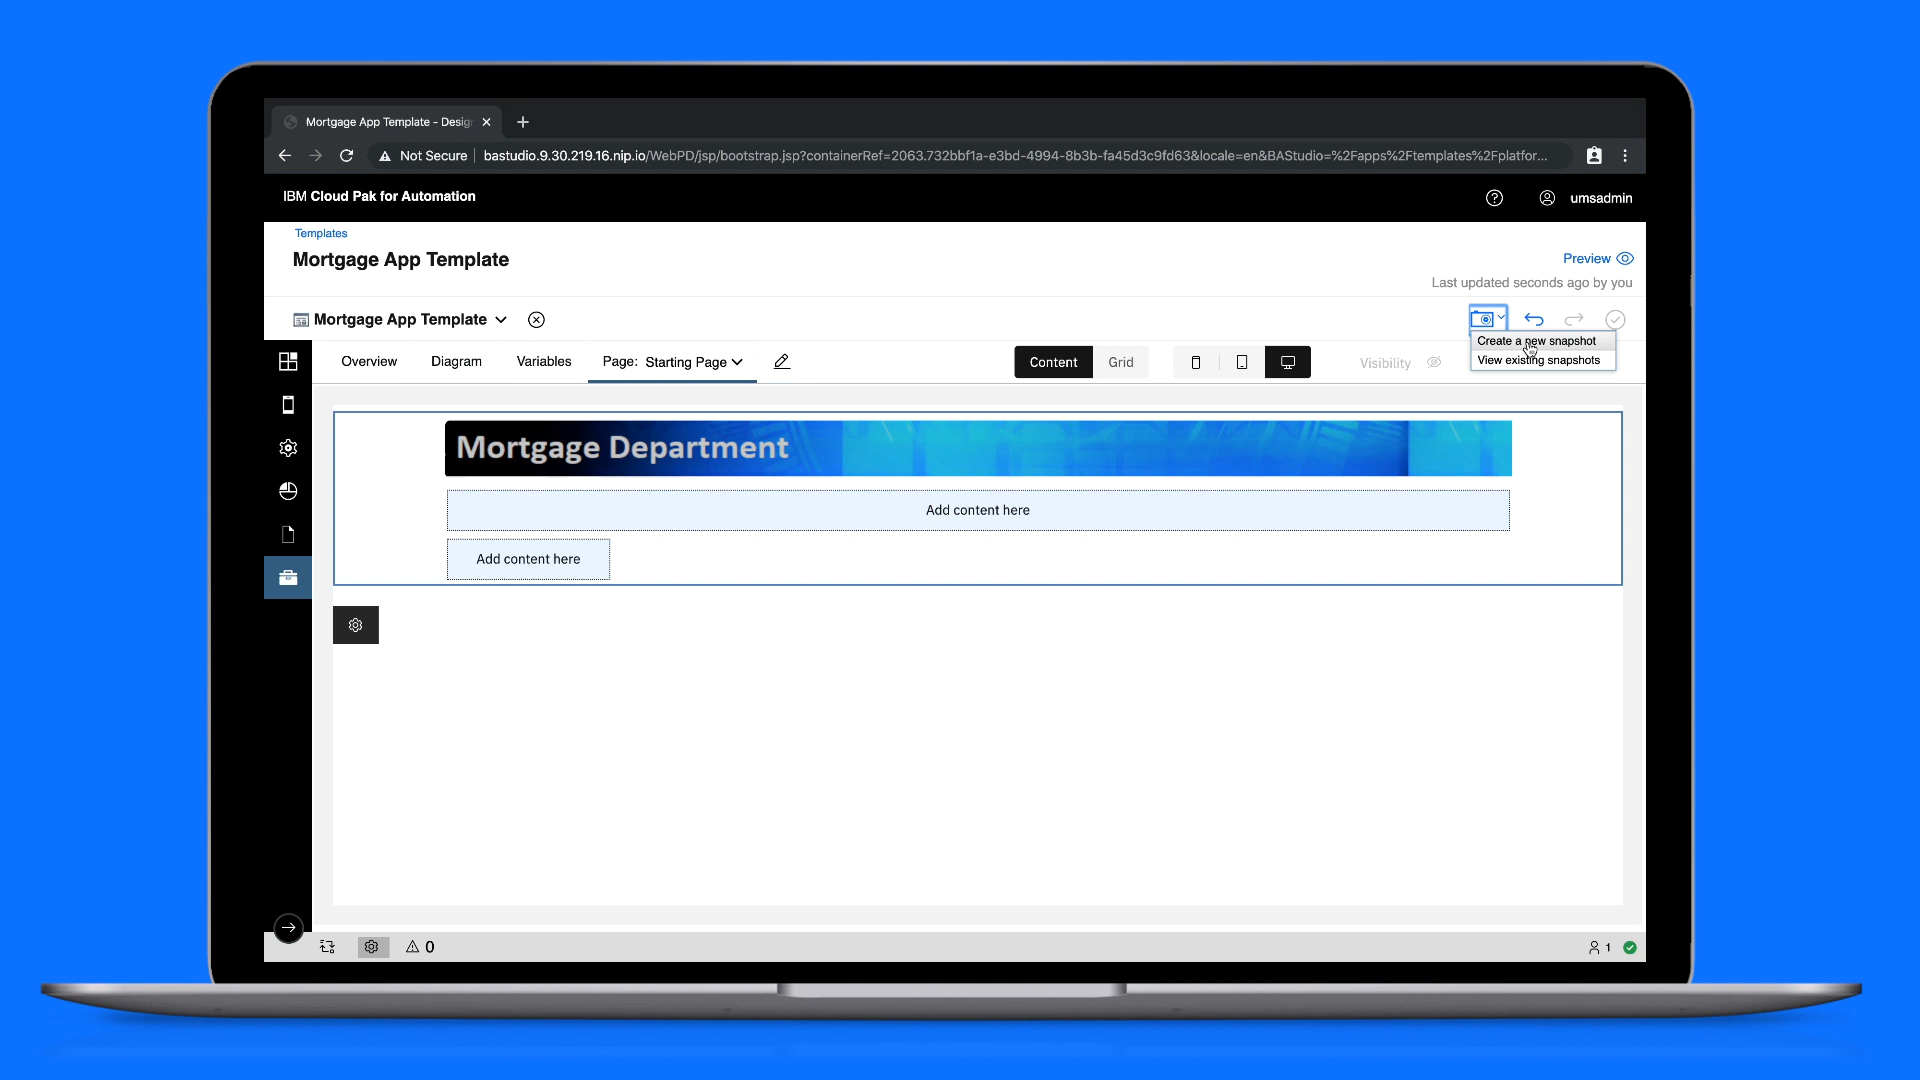 Mortgage App Template - Desig
Not Secure
bastudio.9.30.219.16.nip.io/WebPD/jsp/bootstrap.jsp?containerRef=2063.732bbf1a-e3bd-4994-8b3b-fa45d3c9fd63&locale=en&BAStudio=%2Fapps%2Ftemplates%2Fplatfor...
IBM Cloud Pak for Automation
umsadmin
Templates
Mortgage App Template
Preview
Last updated seconds ago by you
Mortgage App Template
Create a new snapshot
View existing snapshots
Overview
Diagram
Variables
Page: Starting Page
Content
Grid
Visibility
Mortgage Department
Add content here
Add content here
0
1